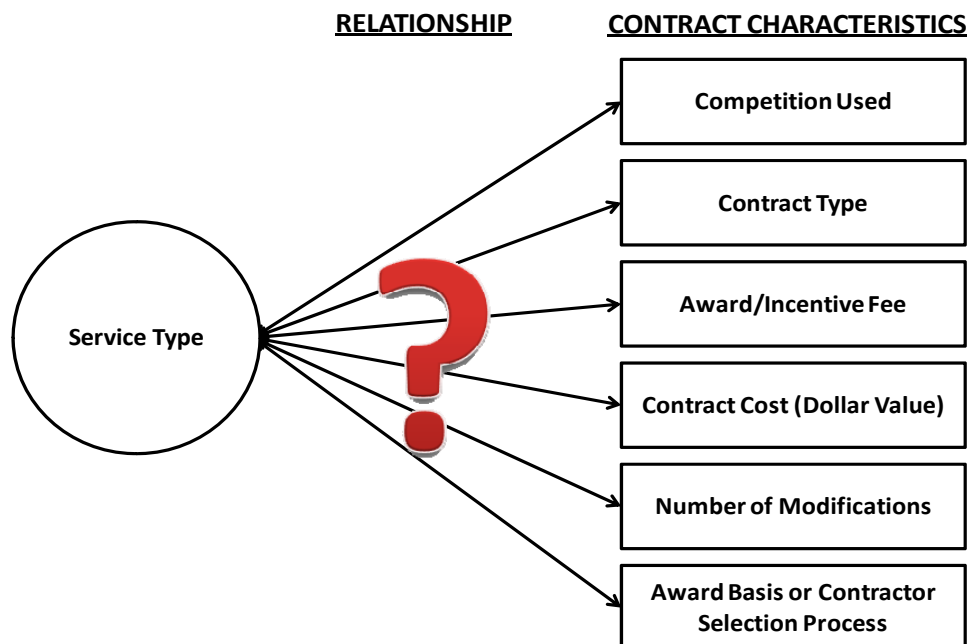 RELATIONSHIP
CONTRACT CHARACTERISTICS
Competition Used
Contract Type
Award/Incentive Fee
Service Type
?
Contract Cost (Dollar Value)
Number of Modifications
Award Basis or Contractor
Selection Process